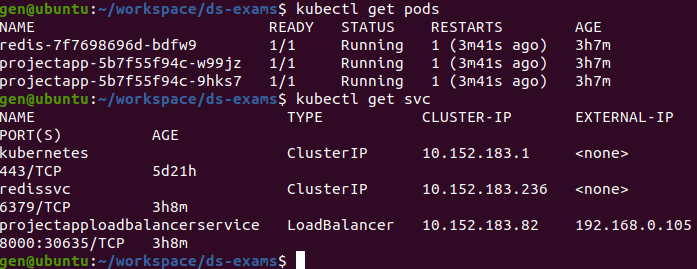 gen@ubuntu:~/workspace/ds-exams$ kubectl get pods
NAME READY STATUS RESTARTS AGE
redis-7f7698696d-bdfw9 1/1 Running 1 (3m41s ago) 3h7m
projectapp-5b7f55f94c-w99jz 1/1 Running 1 (3m41s ago) 3h7m
projectapp-5b7f55f94c-9hks7 1/1 Running 1 (3m41s ago) 3h7m
gen@ubuntu:~/workspace/ds-exams$ kubectl get svc
NAME TYPE CLUSTER-IP EXTERNAL-IP
PORT(S) AGE
kubernetes ClusterIP 10.152.183.1 <none>
443/TCP 5d21h
redissvc ClusterIP 10.152.183.236 <none>
6379/TCP 3h8m
projectapploadbalancerservice LoadBalancer 10.152.183.82 192.168.0.105
8000:30635/TCP 3h8m
gen@ubuntu:~/workspace/ds-exams$